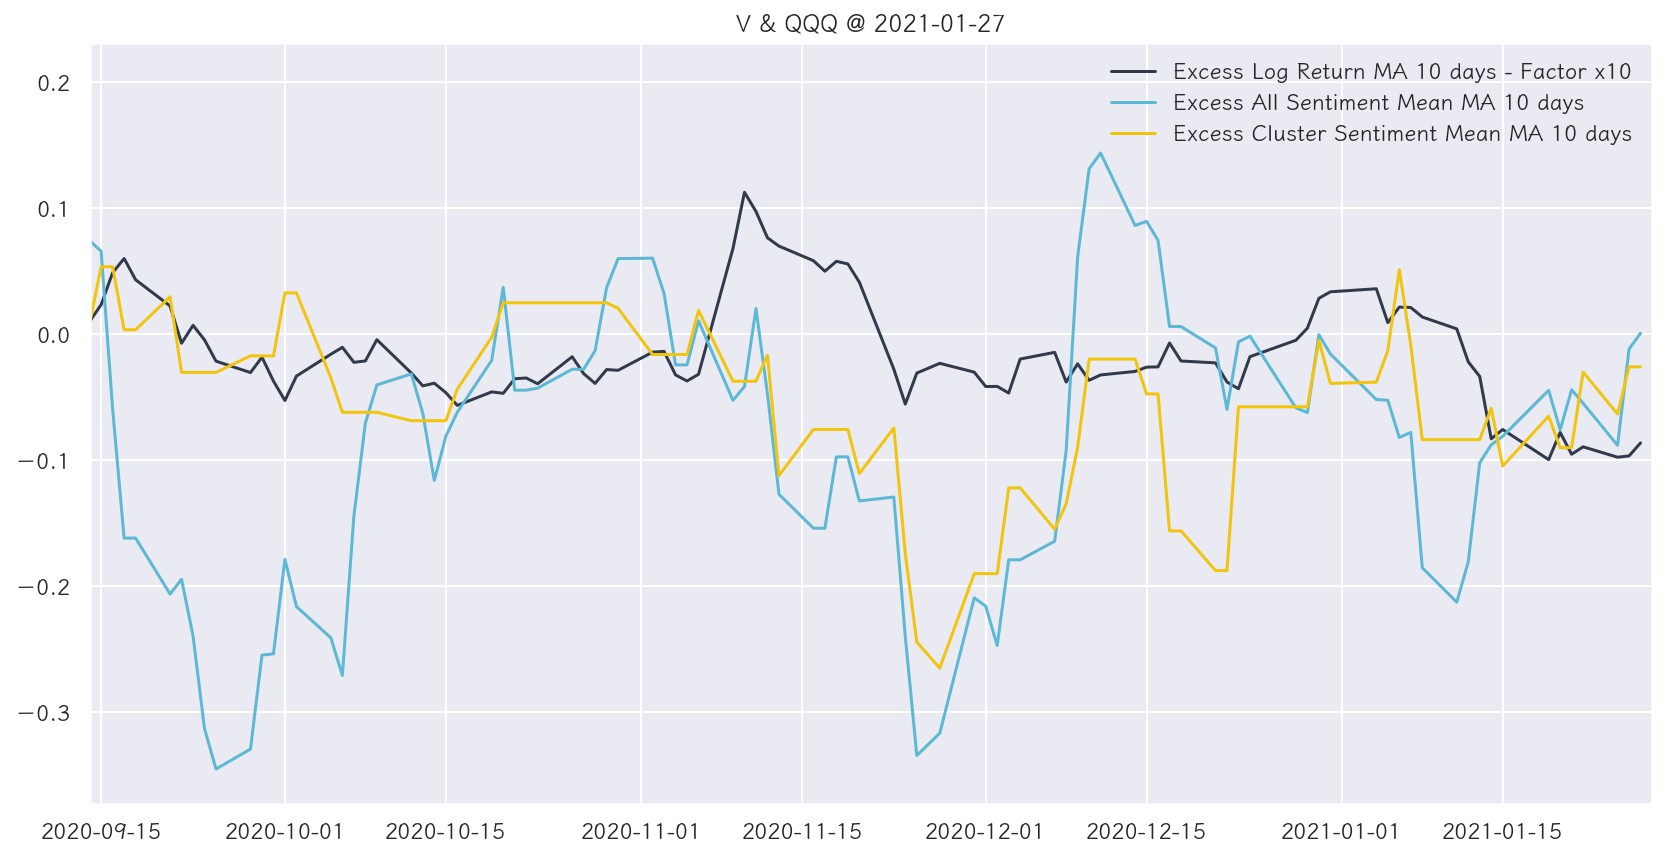 V & QQQ @ 2021-01-27
Excess Log Return MA 10 days - Factor x10
Excess All Sentiment Mean MA 10 days
Excess Cluster Sentiment Mean MA 10 days
0.2
0.1
0.0
−0.1
−0.2
−0.3
2020-09-15 2020-10-01 2020-10-15 2020-11-01 2020-11-15 2020-12-01 2020-12-15 2021-01-01 2021-01-15